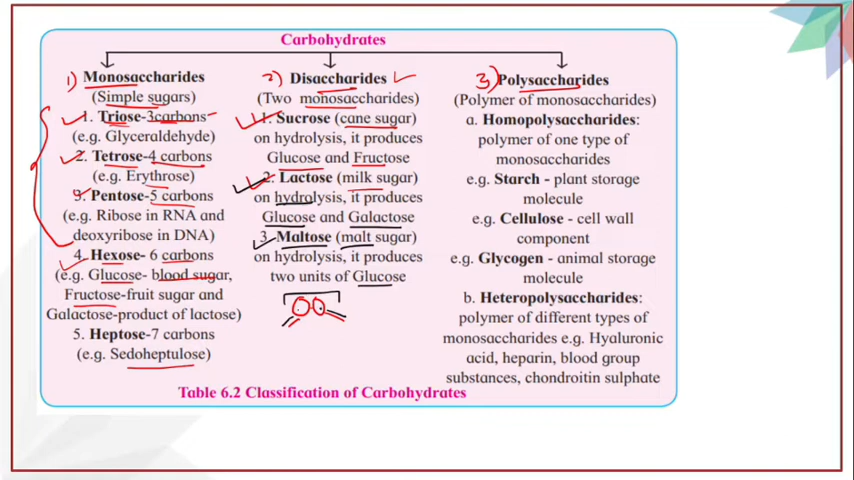 Carbohydrates
1) Monosaccharides
(Simple sugars)
1. Triose-3carbons
(e.g. Glyceraldehyde)
2. Tetrose-4 carbons
(e.g. Erythrose)
3. Pentose-5 carbons
(e.g. Ribose in RNA and
deoxyribose in DNA)
4. Hexose- 6 carbons
(e.g. Glucose- blood sugar,
Fructose-fruit sugar and
Galactose-product of lactose)
5. Heptose-7 carbons
(e.g. Sedoheptulose)
2) Disaccharides
(Two monosaccharides)
1. Sucrose (cane sugar)
on hydrolysis, it produces
Glucose and Fructose
2. Lactose (milk sugar)
on hydrolysis, it produces
Glucose and Galactose
3. Maltose (malt sugar)
on hydrolysis, it produces
two units of Glucose
3) Polysaccharides
(Polymer of monosaccharides)
a. Homopolysaccharides:
polymer of one type of
monosaccharides
e.g. Starch - plant storage
molecule
e.g. Cellulose - cell wall
component
e.g. Glycogen - animal storage
molecule
b. Heteropolysaccharides:
polymer of different types of
monosaccharides e.g. Hyaluronic
acid, heparin, blood group
substances, chondroitin sulphate
Table 6.2 Classification of Carbohydrates